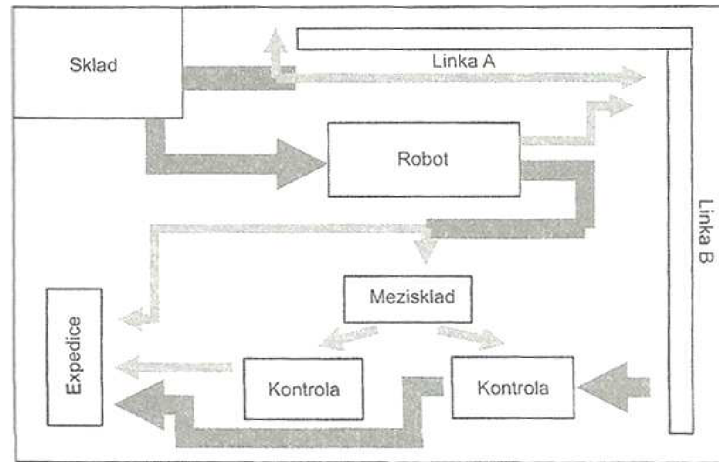 Sklad
Linka A
Robot
Linka B
Mezisklad
Expedice
Kontrola
Kontrola